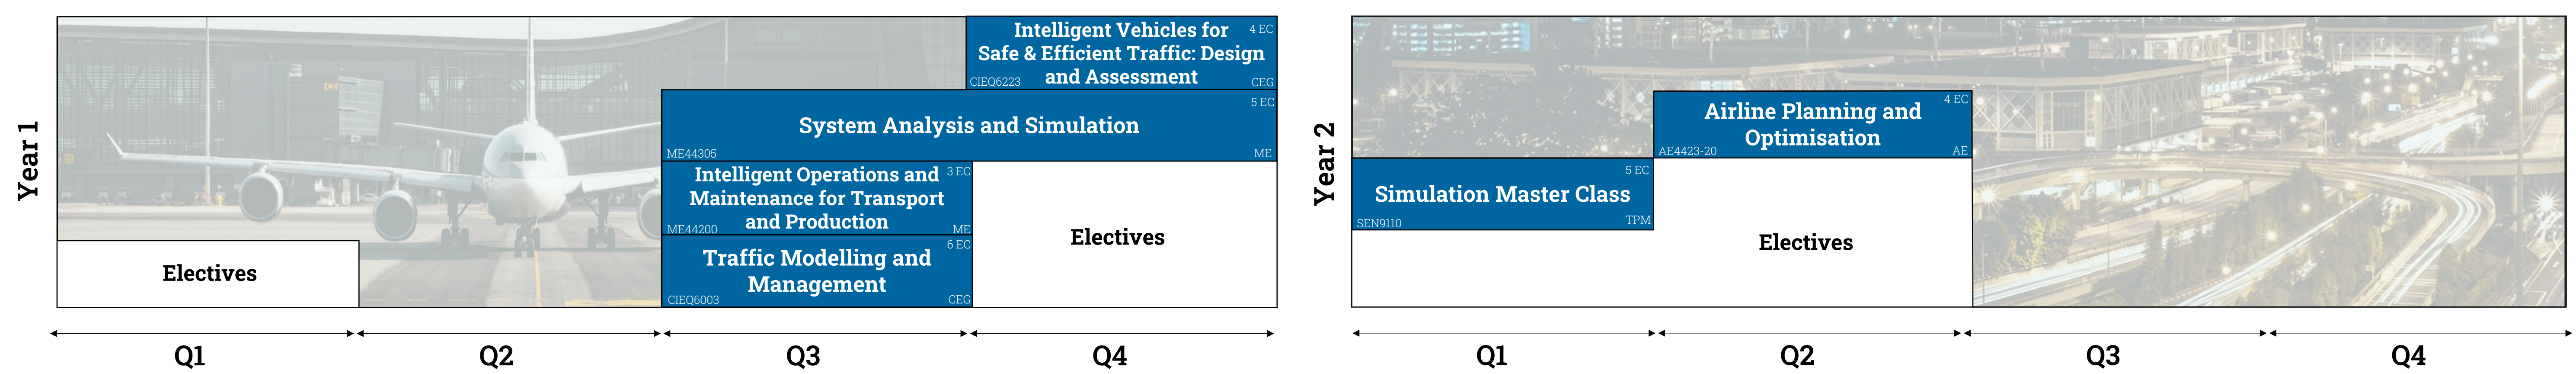 Year 1
Intelligent Vehicles for
Safe & Efficient Traffic: Design
and Assessment
4 EC
CIEQ6223
CEG
System Analysis and Simulation
5 EC
ME44305
ME
Intelligent Operations and
Maintenance for Transport
and Production
3 EC
ME44200
ME
Traffic Modelling and
Management
6 EC
CIEQ6003
CEG
Electives
Electives
Q1
Q2
Q3
Q4
Year 2
Airline Planning and
Optimisation
4 EC
AE4423-20
AE
Simulation Master Class
5 EC
SEN9110
TPM
Electives
Q1
Q2
Q3
Q4